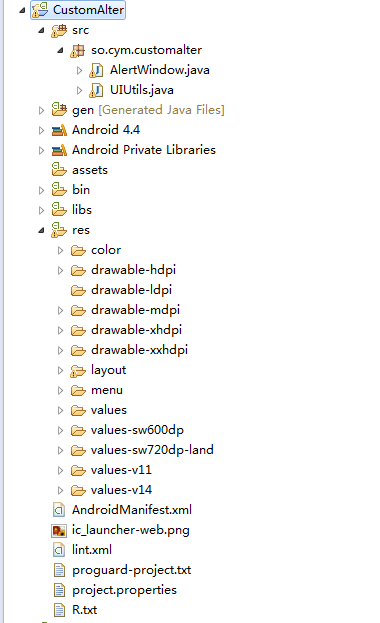 CustomAlter
src
so.cym.customalter
AlertWindow.java
UIUtils.java
gen [Generated Java Files]
Android 4.4
Android Private Libraries
assets
bin
libs
res
color
drawable-hdpi
drawable-ldpi
drawable-mdpi
drawable-xhdpi
drawable-xxhdpi
layout
menu
values
values-sw600dp
values-sw720dp-land
values-v11
values-v14
AndroidManifest.xml
ic_launcher-web.png
lint.xml
proguard-project.txt
project.properties
R.txt